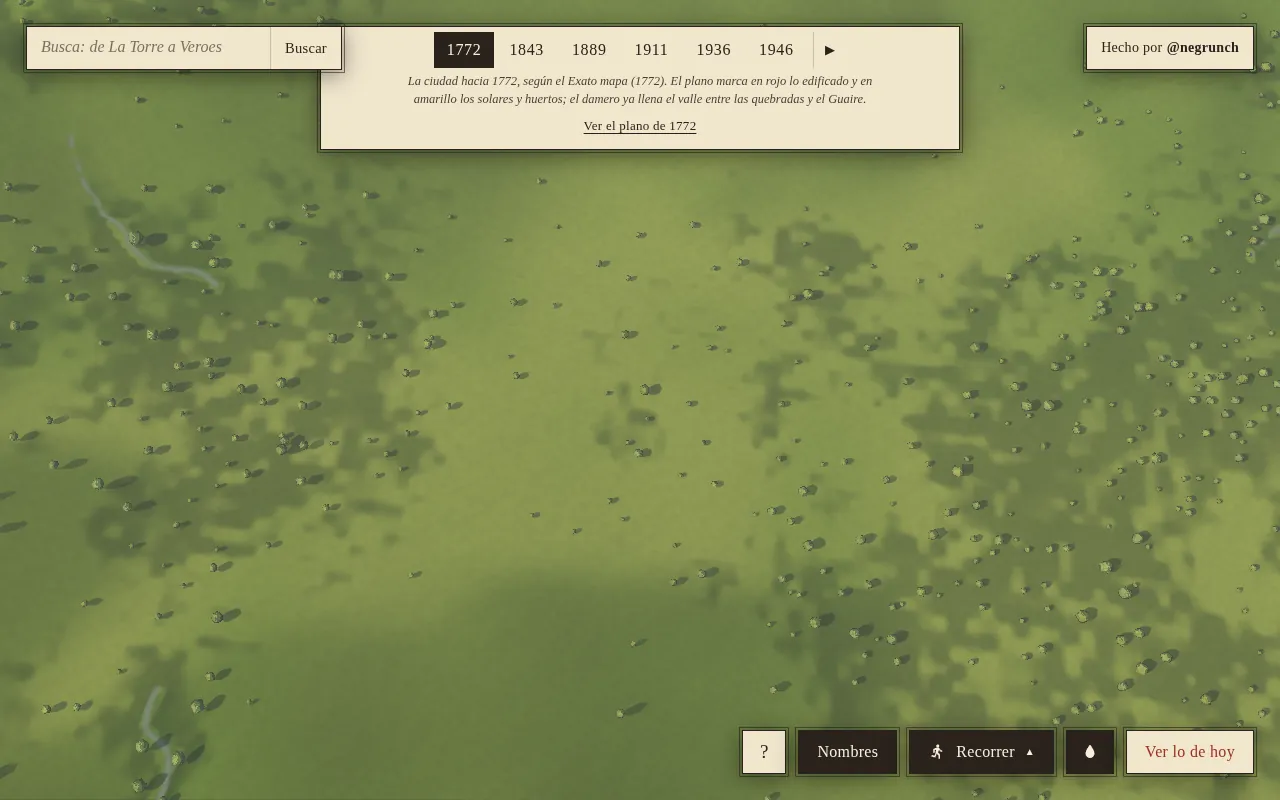 Busca: de La Torre a Veroes
Buscar
1772 1843 1889 1911 1936 1946 ▶
La ciudad hacia 1772, según el Exato mapa (1772). El plano marca en rojo lo edificado y en
amarillo los solares y huertos; el damero ya llena el valle entre las quebradas y el Guaire.
Ver el plano de 1772
Hecho por @negrunch
?
Nombres
Recorrer ▲
Ver lo de hoy